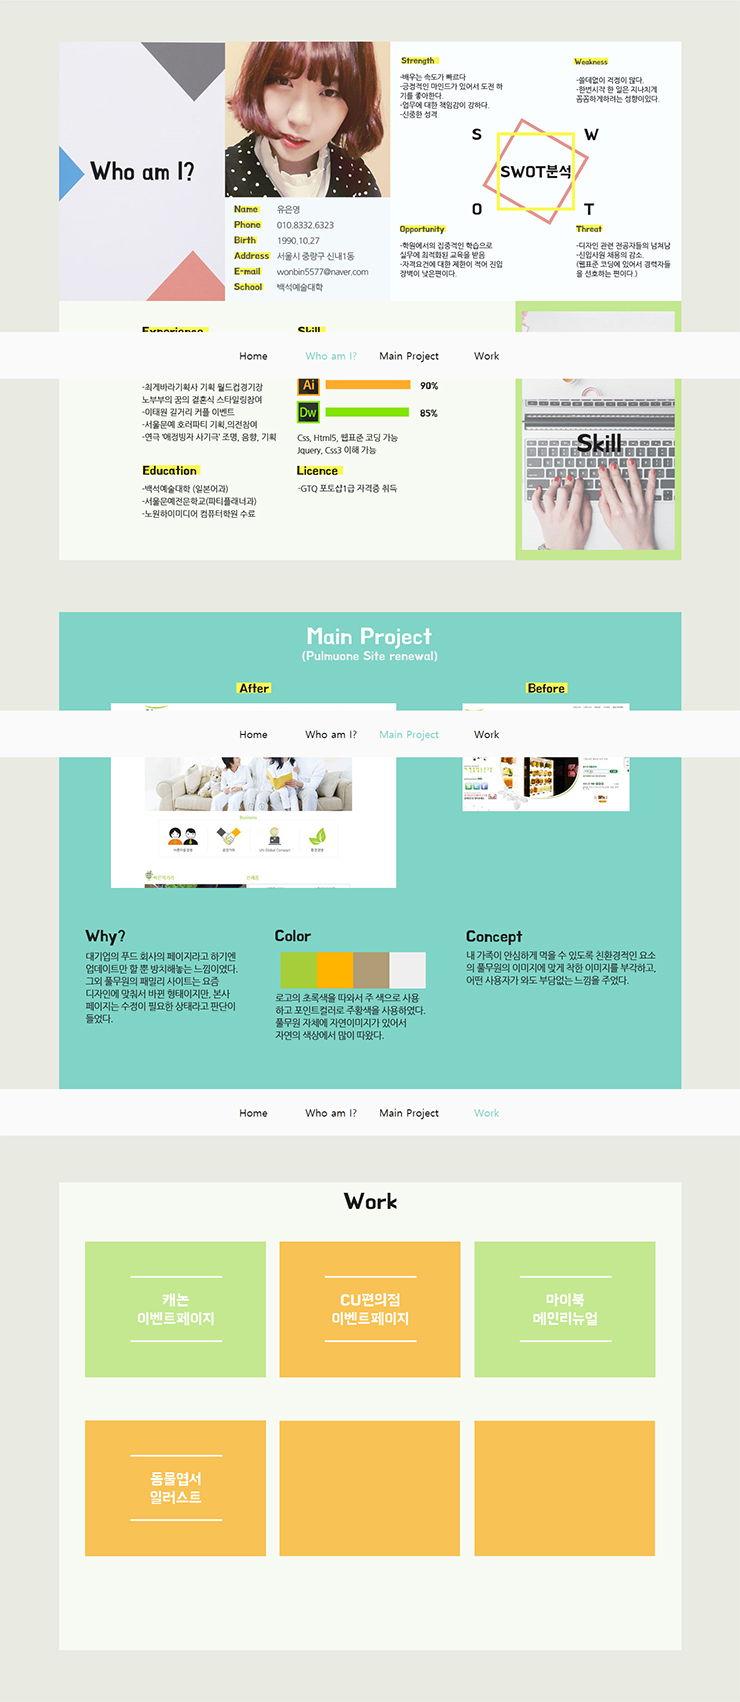 Who am I?
Name 유은영
Phone 010.8332.6323
Birth 1990.10.27
Address 서울시 중랑구 신내1동
E-mail wonbin5577@naver.com
School 백석예술대학
Strength
-배우는 속도가 빠르다
-긍정적인 마인드가 있어서 도전 하
기를 좋아한다.
-업무에 대한 책임감이 강하다.
-신중한 성격
Weakness
-쓸데없이 걱정이 많다.
-한번시작 한 일은 지나치게
꼼꼼하게하려는 성향이있다.
S W
SWOT분석
O T
Opportunity
-학원에서의 집중적인 학습으로
실무에 최적화된 교육을 받음
-자격요건에 대한 제한이 적어 진입
장벽이 낮은편이다.
Threat
-디자인 관련 전공자들의 넘쳐남
-신입사원 채용의 감소.
(웹표준 코딩에 있어서 경력자들
을 선호하는 편이다.)
Experience
Skill
Home Who am I? Main Project Work
-최게바라기획사 기획 월드컵경기장
노부부의 꿈의 결혼식 스타일링참여
-이태원 길거리 커플 이벤트
-서울문예 호러파티 기획,의전참여
-연극 '애정빙자 사기극' 조명, 음향, 기획
Ai 90%
Dw 85%
Css, Html5, 웹표준 코딩 가능
Jquery, Css3 이해 가능
Skill
Education
-백석예술대학 (일본어과)
-서울문예전문학교(파티플래너과)
-노원하이미디어 컴퓨터학원 수료
Licence
-GTQ 포토샵1급 자격증 취득
Main Project
(Pulmuone Site renewal)
After
Before
Home Who am I? Main Project Work
Business
UN Global Compact
Why?
대기업의 푸드 회사의 페이지라고 하기엔
업데이트만 할 뿐 방치해놓는 느낌이었다.
그외 풀무원의 패밀리 사이트는 요즘
디자인에 맞춰서 바뀐 형태이지만, 본사
페이지는 수정이 필요한 상태라고 판단이
들었다.
Color
로고의 초록색을 따와서 주 색으로 사용
하고 포인트컬러로 주황색을 사용하였다.
풀무원 자체에 자연이미지가 있어서
자연의 색상에서 많이 따왔다.
Concept
내 가족이 안심하게 먹을 수 있도록 친환경적인 요소
의 풀무원의 이미지에 맞게 착한 이미지를 부각하고,
어떤 사용자가 와도 부담없는 느낌을 주었다.
Home Who am I? Main Project Work
Work
캐논
이벤트페이지
CU편의점
이벤트페이지
마이북
메인리뉴얼
동물엽서
일러스트